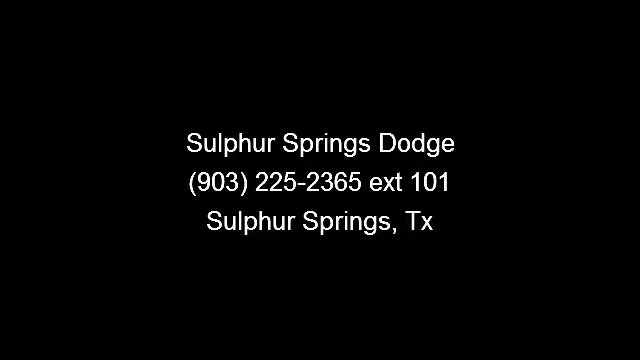 Sulphur Springs Dodge
(903) 225-2365 ext 101
Sulphur Springs, Tx